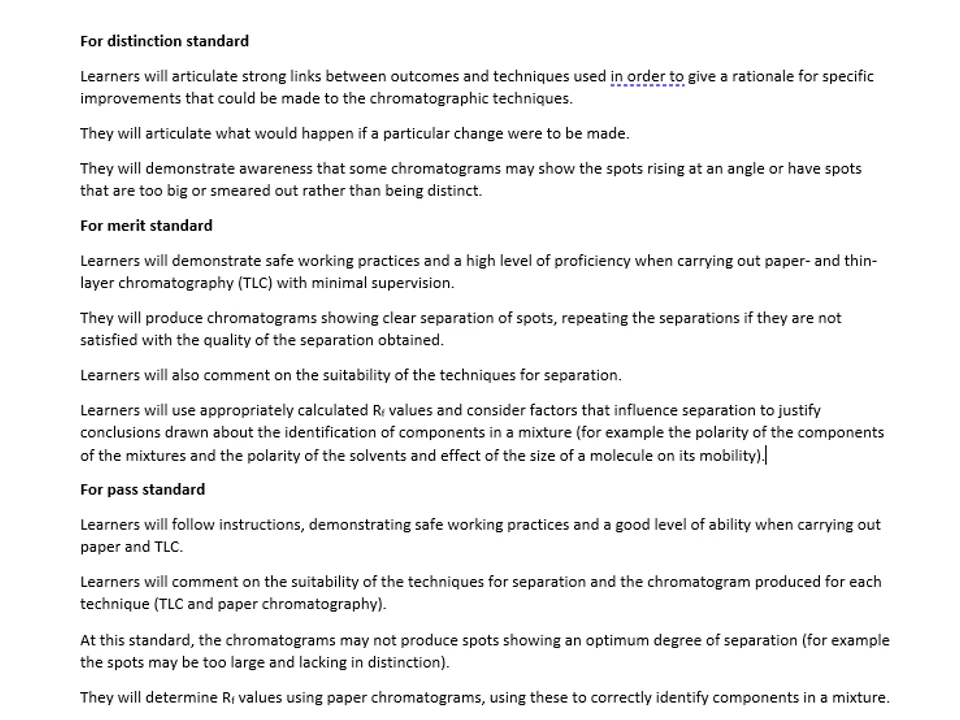 For distinction standard
Learners will articulate strong links between outcomes and techniques used in order to give a rationale for specific
improvements that could be made to the chromatographic techniques.
They will articulate what would happen if a particular change were to be made.
They will demonstrate awareness that some chromatograms may show the spots rising at an angle or have spots
that are too big or smeared out rather than being distinct.
For merit standard
Learners will demonstrate safe working practices and a high level of proficiency when carrying out paper- and thin-
layer chromatography (TLC) with minimal supervision.
They will produce chromatograms showing clear separation of spots, repeating the separations if they are not
satisfied with the quality of the separation obtained.
Learners will also comment on the suitability of the techniques for separation.
Learners will use appropriately calculated Rf values and consider factors that influence separation to justify
conclusions drawn about the identification of components in a mixture (for example the polarity of the components
of the mixtures and the polarity of the solvents and effect of the size of a molecule on its mobility).
For pass standard
Learners will follow instructions, demonstrating safe working practices and a good level of ability when carrying out
paper and TLC.
Learners will comment on the suitability of the techniques for separation and the chromatogram produced for each
technique (TLC and paper chromatography).
At this standard, the chromatograms may not produce spots showing an optimum degree of separation (for example
the spots may be too large and lacking in distinction).
They will determine Rf values using paper chromatograms, using these to correctly identify components in a mixture.